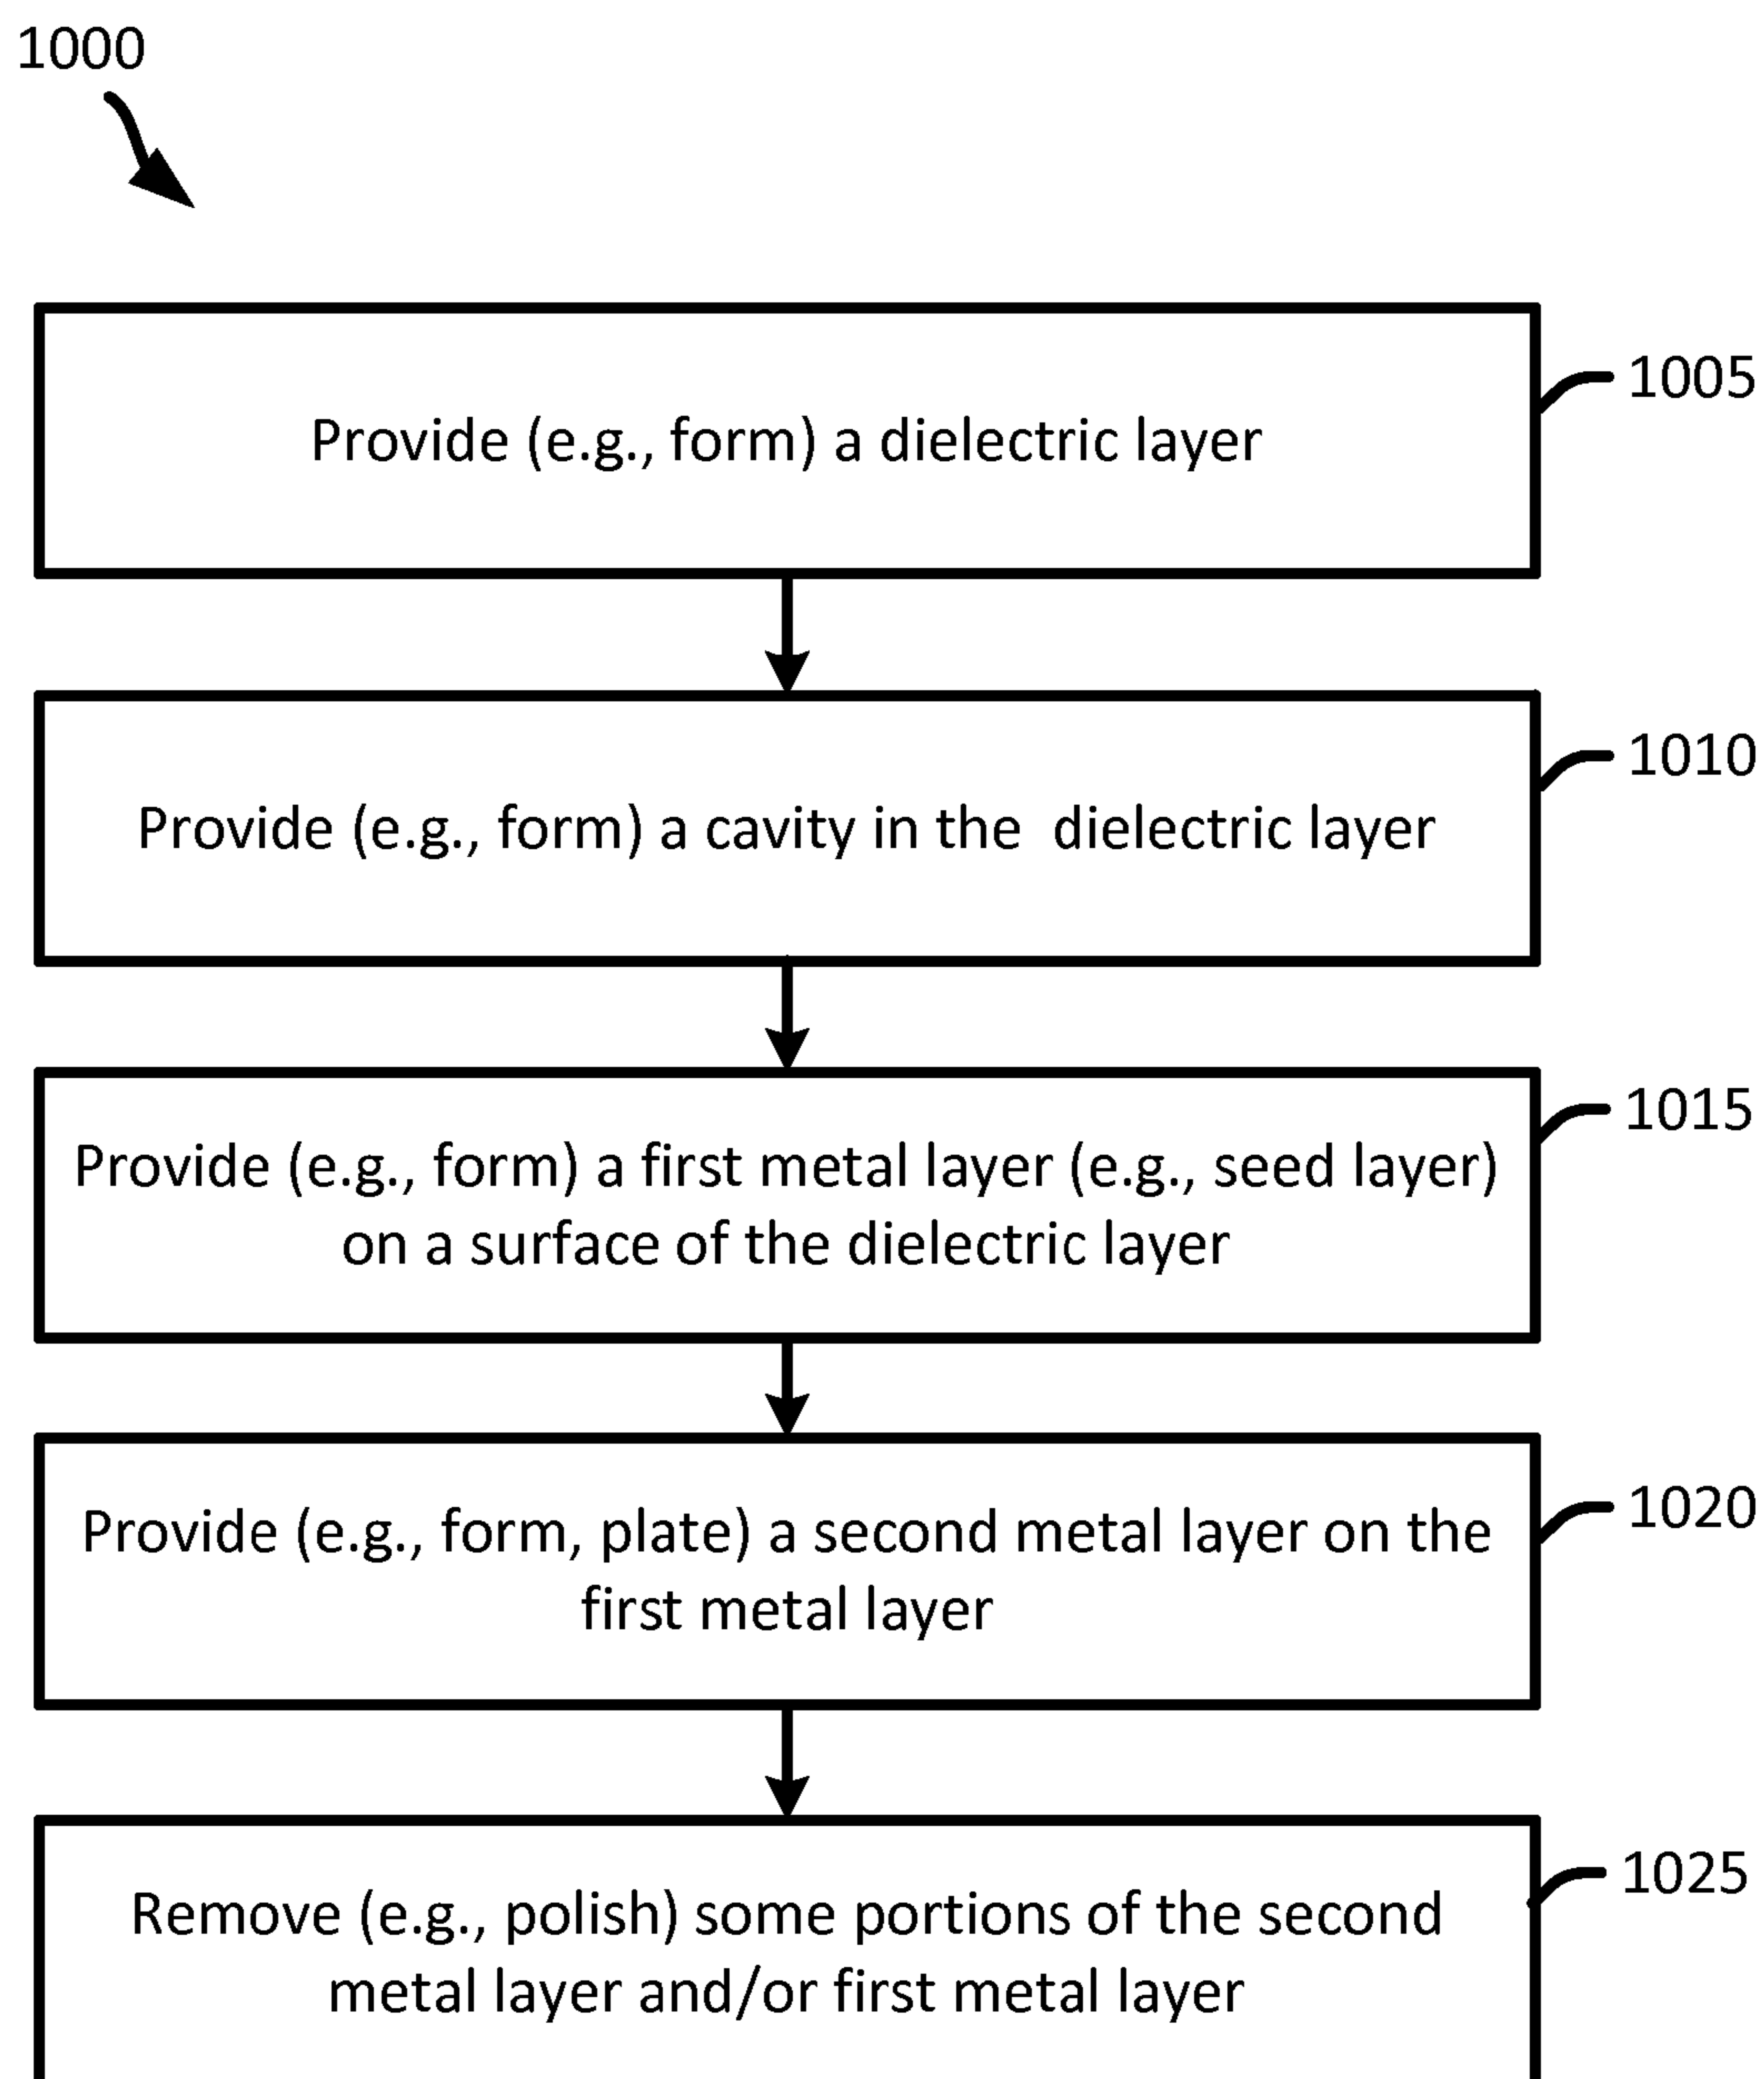 1000
1005
Provide (e.g., form) a dielectric layer
1010
Provide (e.g., form) a cavity in the  dielectric layer
1015
Provide (e.g., form) a first metal layer (e.g., seed layer)
on a surface of the dielectric layer
1020
Provide (e.g., form, plate) a second metal layer on the
first metal layer
1025
Remove (e.g., polish) some portions of the second
metal layer and/or first metal layer